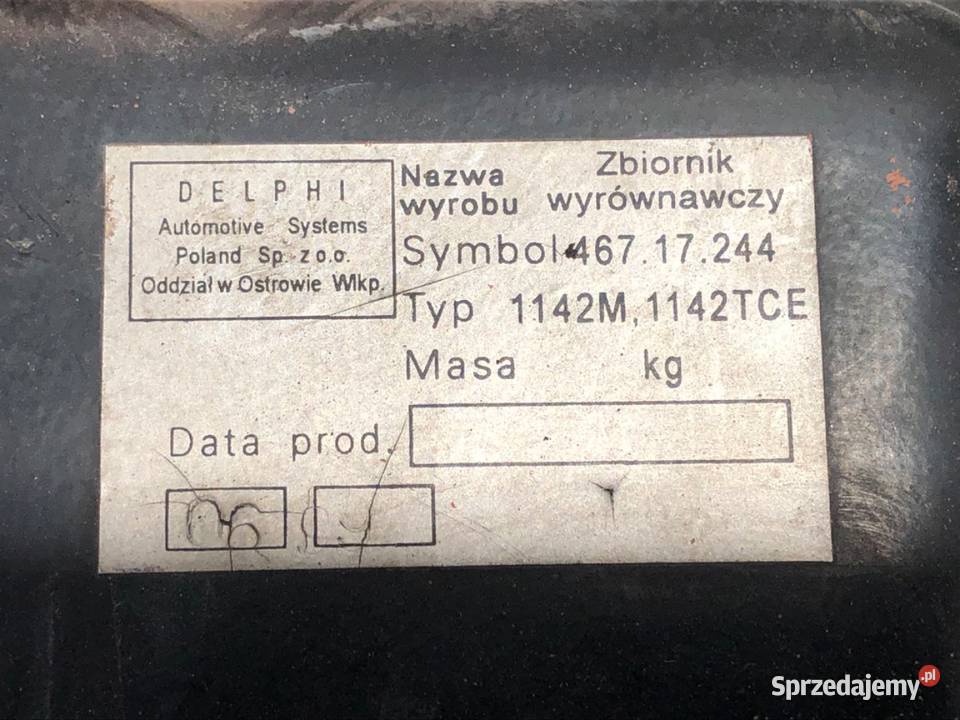 DELPHI
Automotive Systems
Poland Sp. z o.o.
Oddział w Ostrowie Wlkp.
Nazwa wyrobu
Zbiornik wyrównawczy
Symbol 467.17.244
Typ 1142M, 1142TCE
Masa kg
Data prod.
Sprzedajemy.pl